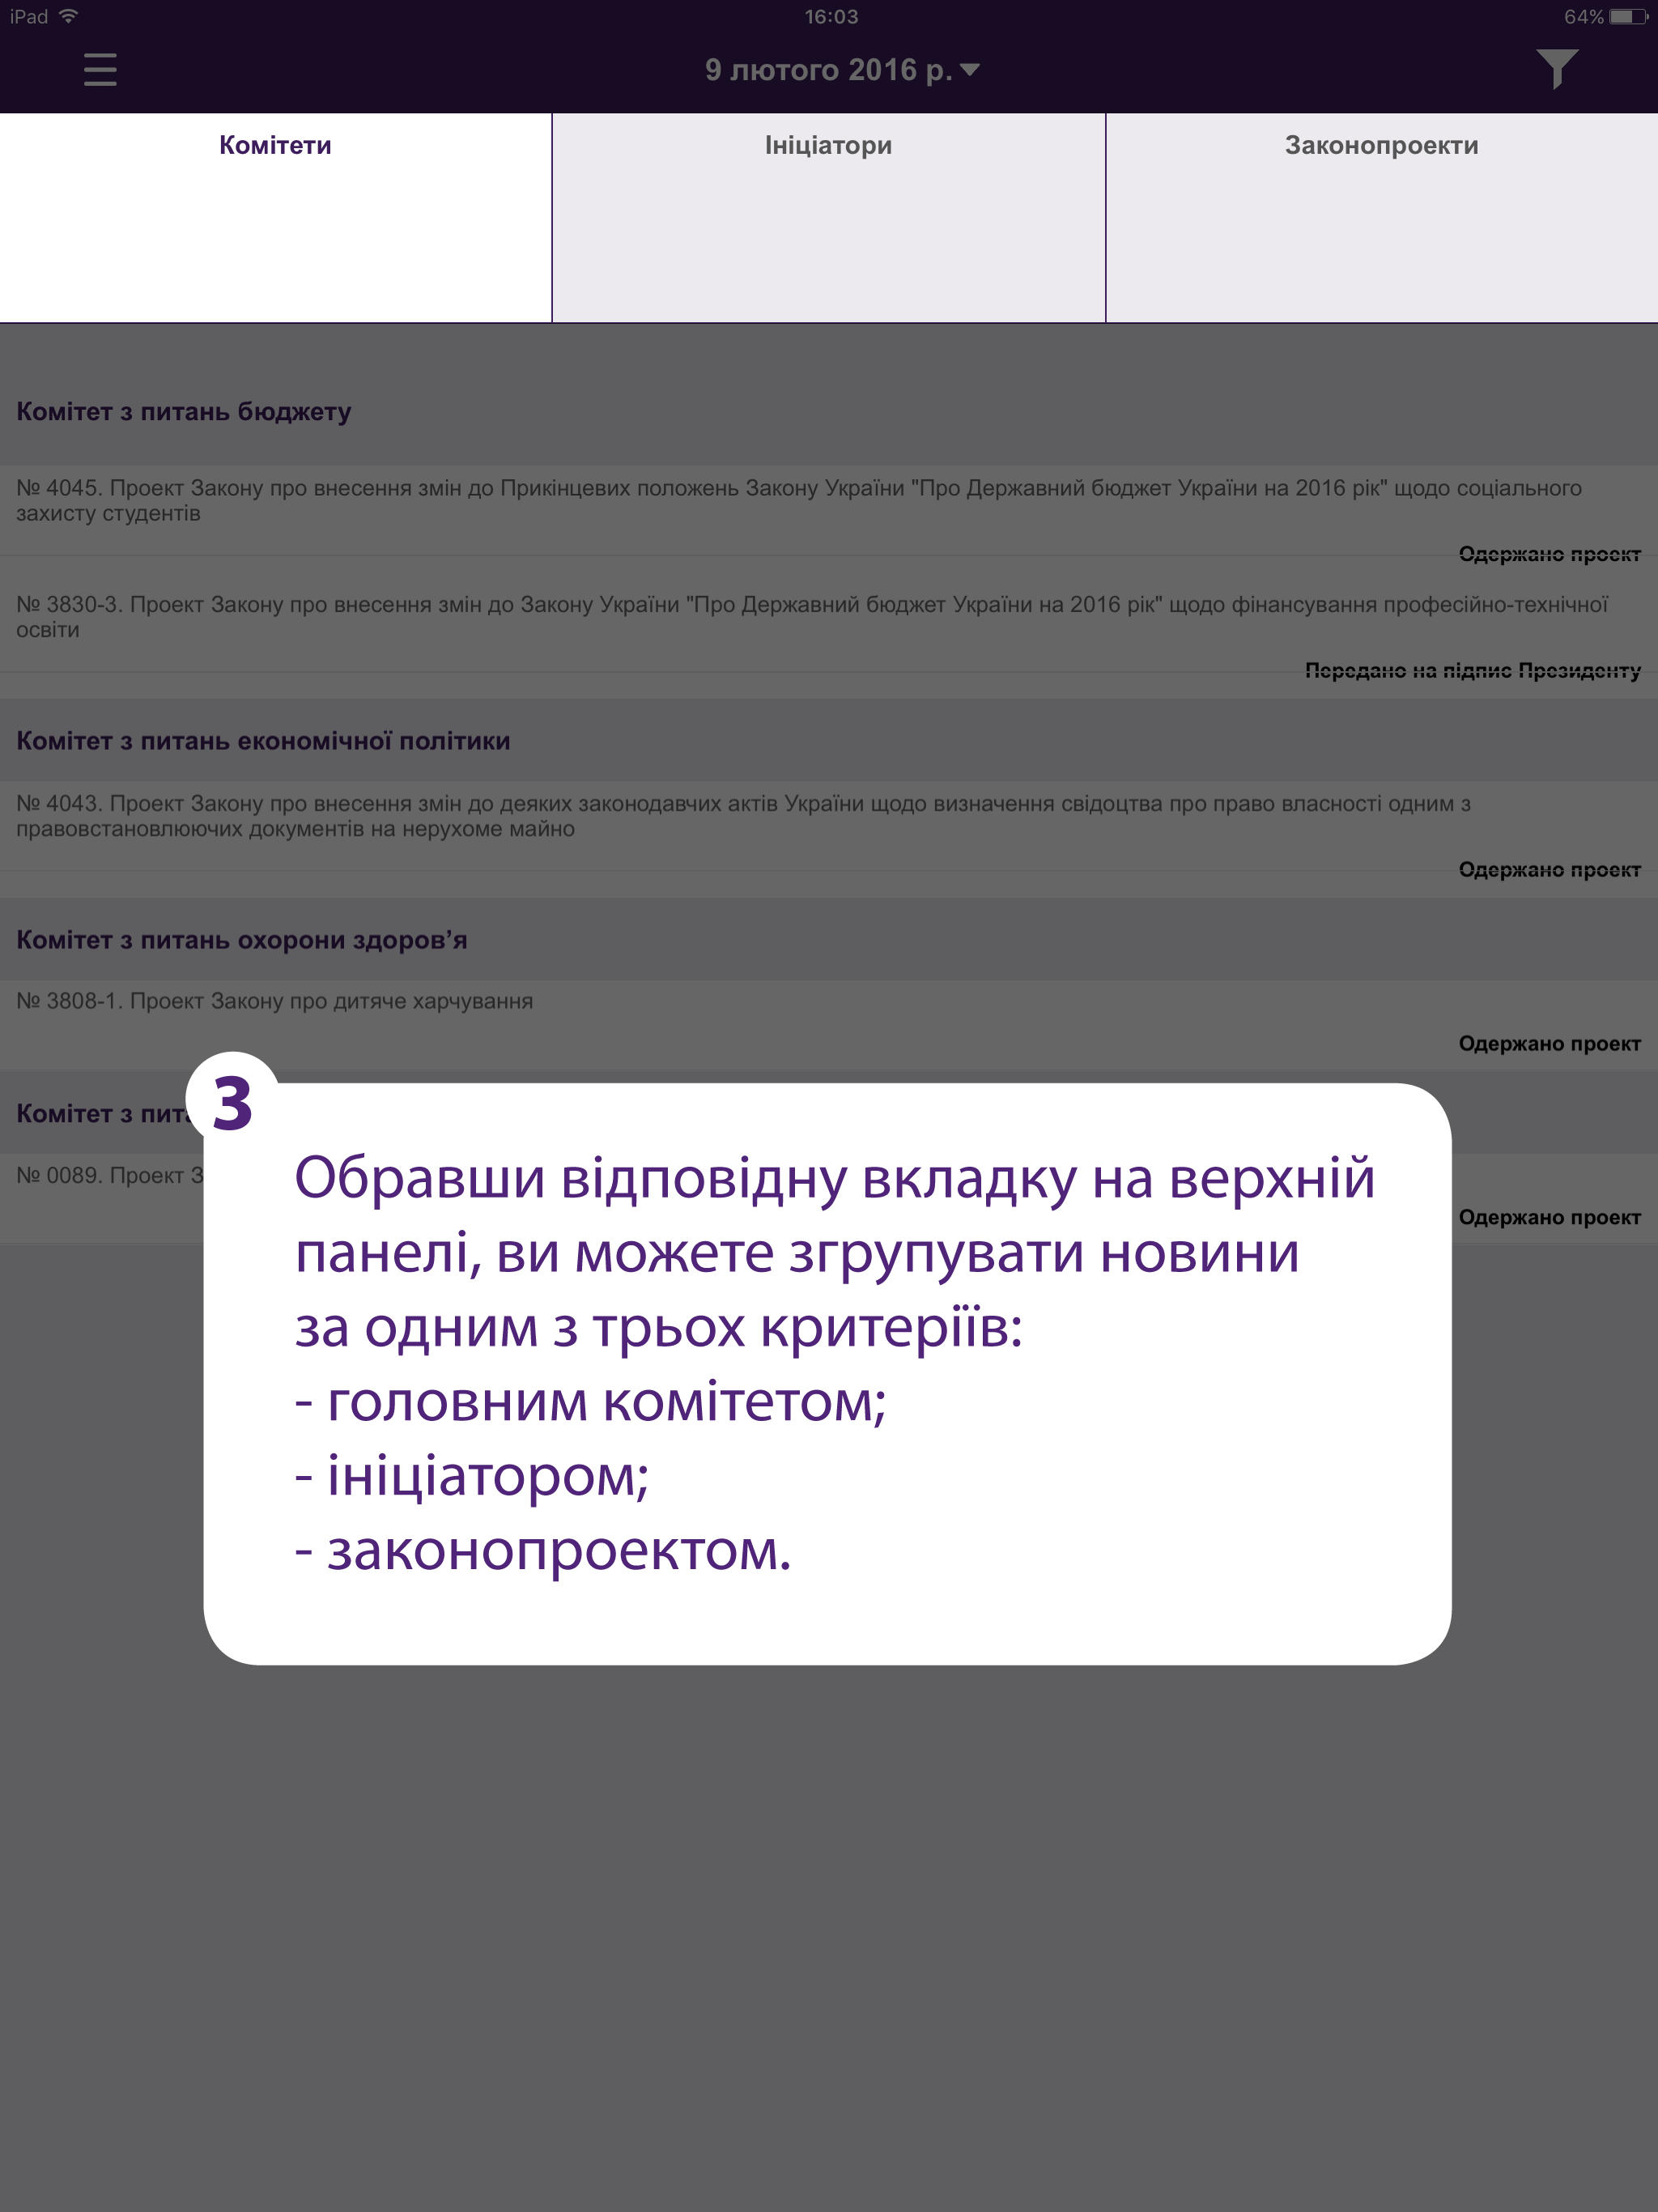 iPad 16:03 64%
9 лютого 2016 р.
Комітети Ініціатори Законопроекти
Комітет з питань бюджету
№ 4045. Проект Закону про внесення змін до Прикінцевих положень Закону України "Про Державний бюджет України на 2016 рік" щодо соціального
захисту студентів
Одержано проект
№ 3830-3. Проект Закону про внесення змін до Закону України "Про Державний бюджет України на 2016 рік" щодо фінансування професійно-технічної
освіти
Передано на підпис Президенту
Комітет з питань економічної політики
№ 4043. Проект Закону про внесення змін до деяких законодавчих актів України щодо визначення свідоцтва про право власності одним з
правовстановлюючих документів на нерухоме майно
Одержано проект
Комітет з питань охорони здоров’я
№ 3808-1. Проект Закону про дитяче харчування
Одержано проект
Комітет з
№ 0089. Проект
Одержано проект
3
Обравши відповідну вкладку на верхній
панелі, ви можете згрупувати новини
за одним з трьох критеріїв:
- головним комітетом;
- ініціатором;
- законопроектом.